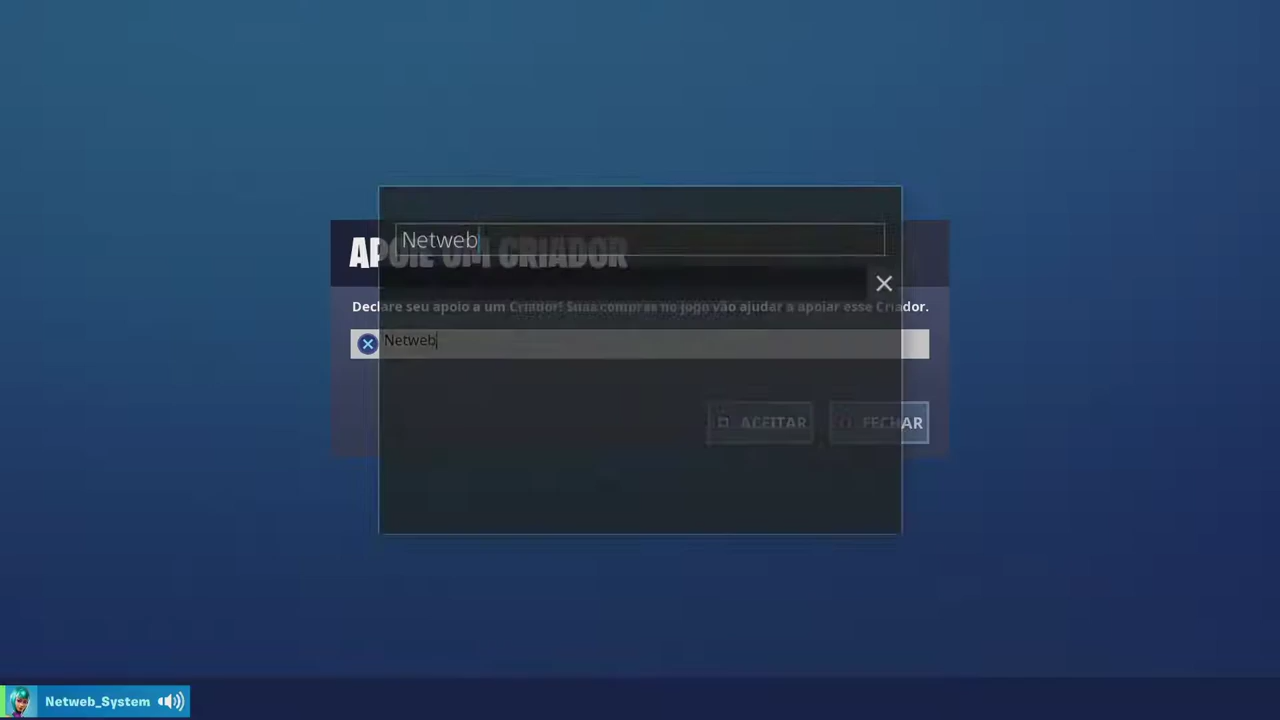 Netweb
APOIE UM CRIADOR
Declare seu apoio a um Criador! Suas compras no jogo vão ajudar a apoiar esse Criador.
Netweb
ACEITAR
FECHAR
Netweb_System